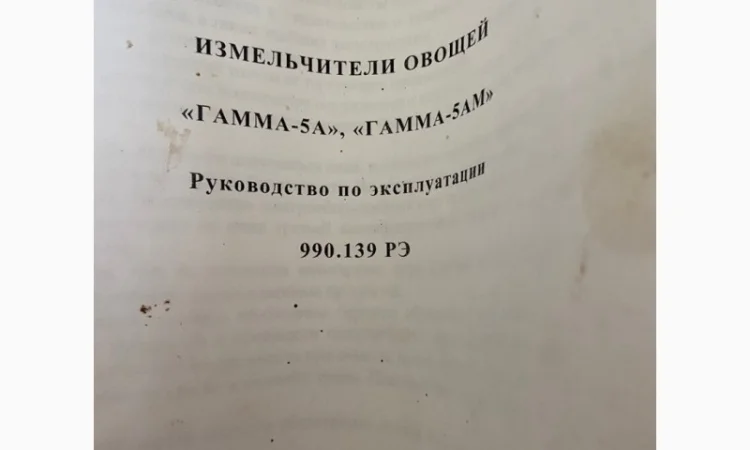 ИЗМЕЛЬЧИТЕЛИ ОВОЩЕЙ
«ГАММА-5А», «ГАММА-5АМ»
Руководство по эксплуатации
990.139 РЭ